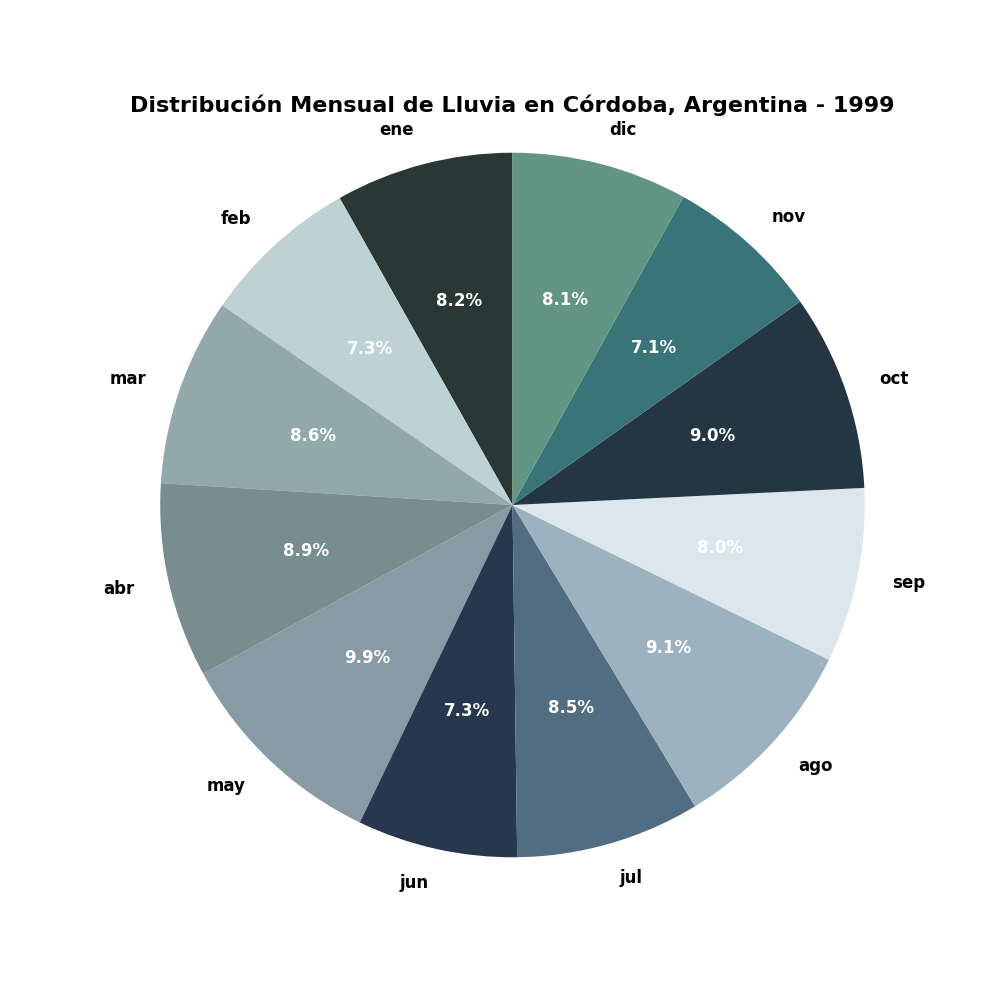 Distribución Mensual de Lluvia en Córdoba, Argentina - 1999
ene
dic
feb
nov
8.2%
8.1%
7.3%
7.1%
mar
oct
8.6%
9.0%
8.9%
8.0%
abr
sep
9.9%
9.1%
7.3%
8.5%
may
ago
jun
jul